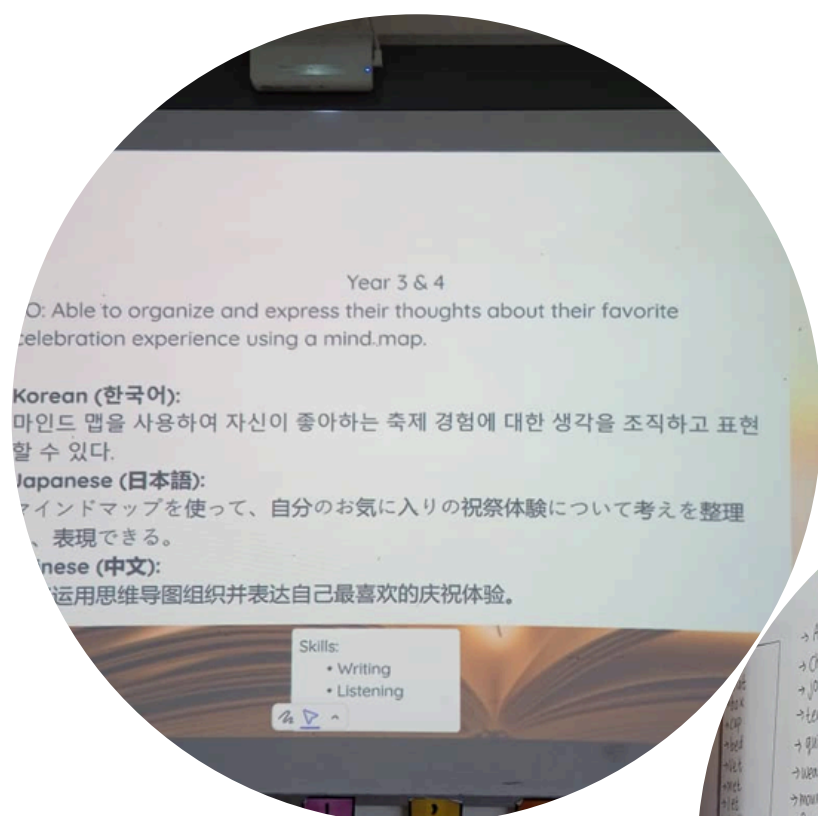 Year 3 & 4
O: Able to organize and express their thoughts about their favorite
celebration experience using a mind map.
Korean (한국어):
마인드 맵을 사용하여 자신이 좋아하는 축제 경험에 대한 생각을 조직하고 표현
할 수 있다.
Japanese (日本語):
マインドマップを使って、自分のお気に入りの祝祭体験について考えを整理
、表現できる。
nese (中文):
运用思维导图组织并表达自己最喜欢的庆祝体验。
Skills:
• Writing
• Listening
→cup
→bed
→vet
→met
→let